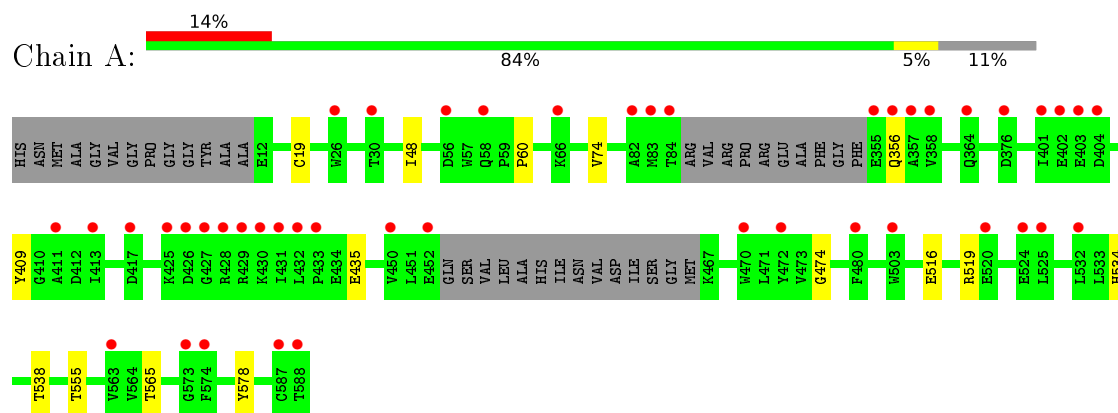 14%
Chain A:
84% 5% 11%
HIS ASN MET ALA GLY VAL GLY PRO GLY GLY TYR ALA ALA E12 C19 W26 T30 I48 D56 W57 Q58 P59 P60 K66 V74 A82 M83 T84 ARG VAL ARG PRO ARG GLU ALA PHE GLY PHE E355 Q356 A357 V358 Q364 D376 I401 E402 E403 D404
Y409 G410 A411 D412 I413 D417 K425 D426 G427 R428 R429 K430 I431 L432 P433 E434 E435 V450 L451 E452 GLN SER VAL LEU ALA HIS ILE ASN VAL ASP ILE SER GLY MET K467 W470 L471 Y472 V473 G474 F480 W503 E516 R519 E520 E524 L525 L532 L533 H534
T538 T555 V563 V564 T565 G573 F574 Y578 C587 T588